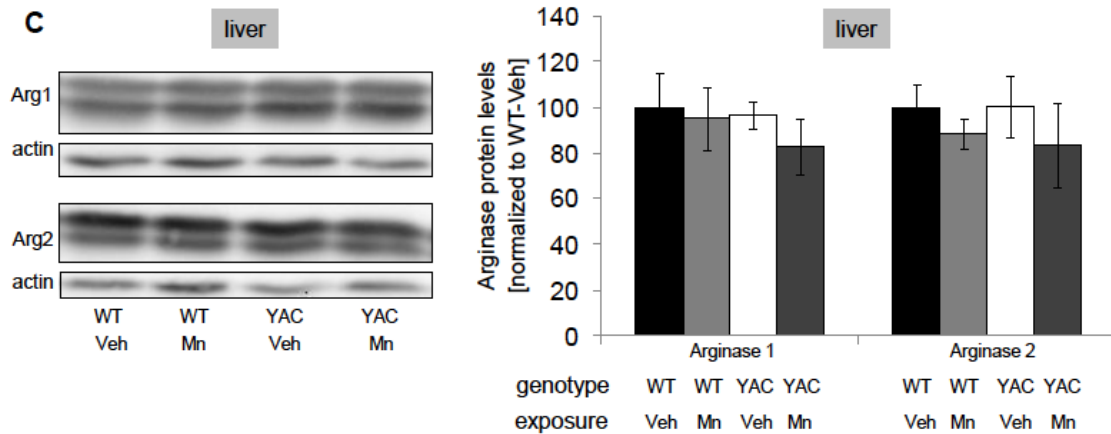 C
liver
Arg1
actin
Arg2
actin
WT WT YAC YAC
Veh Mn Veh Mn
liver
Arginase protein levels
[normalized to WT-Veh]
140
120
100
80
60
40
20
0
Arginase 1 Arginase 2
genotype WT WT YAC YAC WT WT YAC YAC
exposure Veh Mn Veh Mn Veh Mn Veh Mn